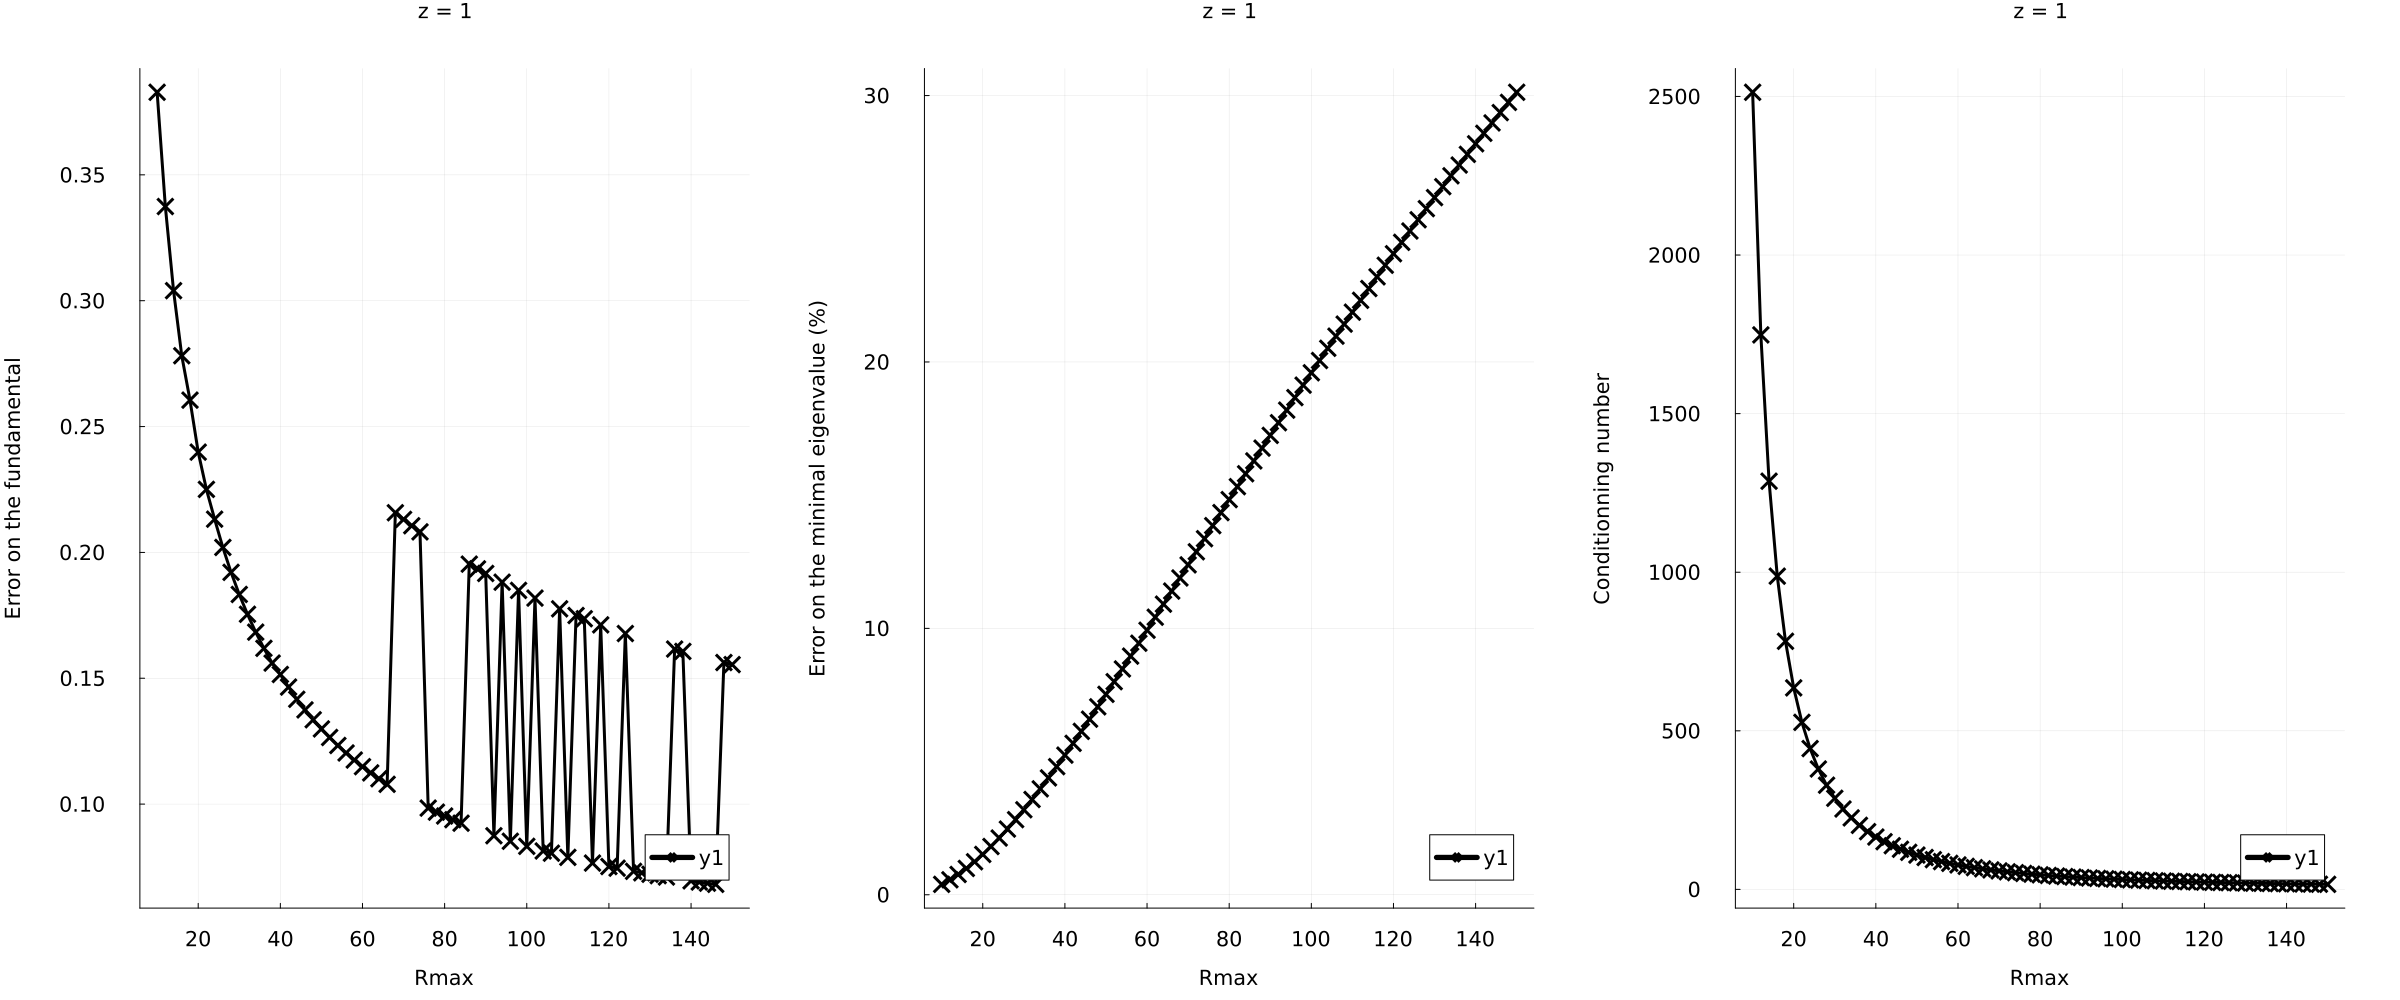 z = 1
Error on the fundamental
0.35
0.30
0.25
0.20
0.15
0.10
20 40 60 80 100 120 140
Rmax
y1
z = 1
Error on the minimal eigenvalue (%)
30
20
10
0
20 40 60 80 100 120 140
Rmax
y1
z = 1
Conditionning number
2500
2000
1500
1000
500
0
20 40 60 80 100 120 140
Rmax
y1